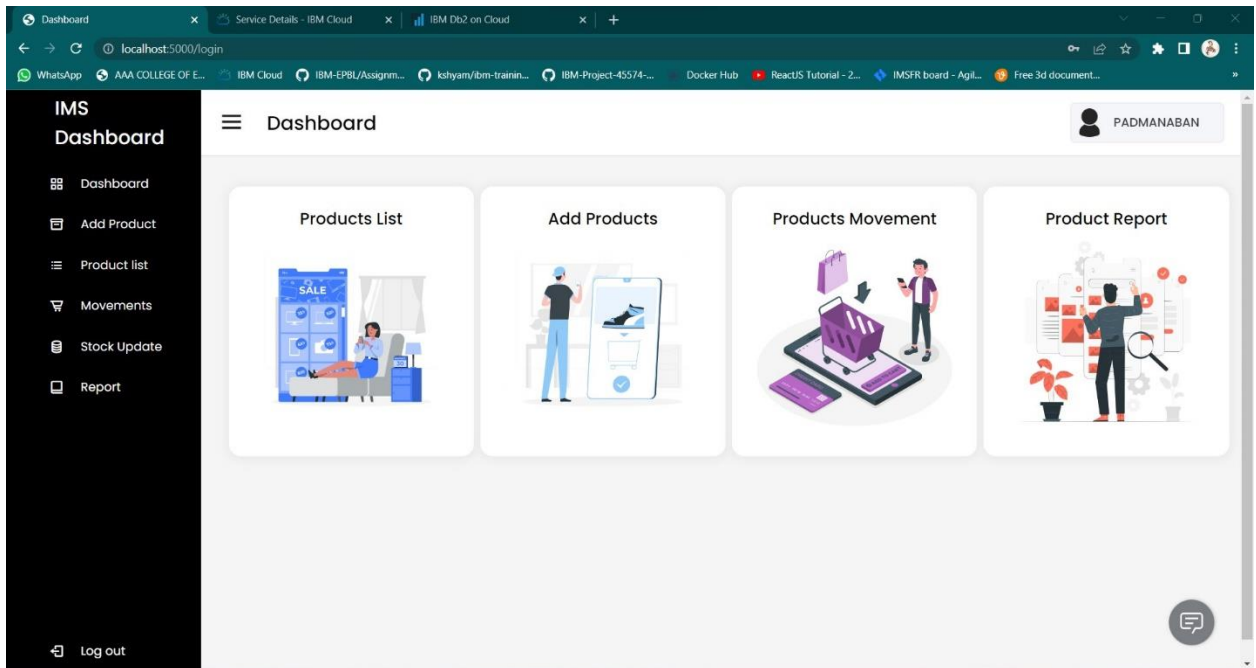 Dashboard
Service Details - IBM Cloud
IBM Db2 on Cloud
localhost:5000/login
WhatsApp
AAA COLLEGE OF E...
IBM Cloud
IBM-EPBL/Assignm...
kshyam/ibm-trainin...
IBM-Project-45574-...
Docker Hub
ReactJS Tutorial - 2...
IMSFR board - Agil...
Free 3d document...
»
IMS
Dashboard
Dashboard
PADMANABAN
Dashboard
Add Product
Product list
Movements
Stock Update
Report
Log out
Products List
SALE
Add Products
Products Movement
Product Report